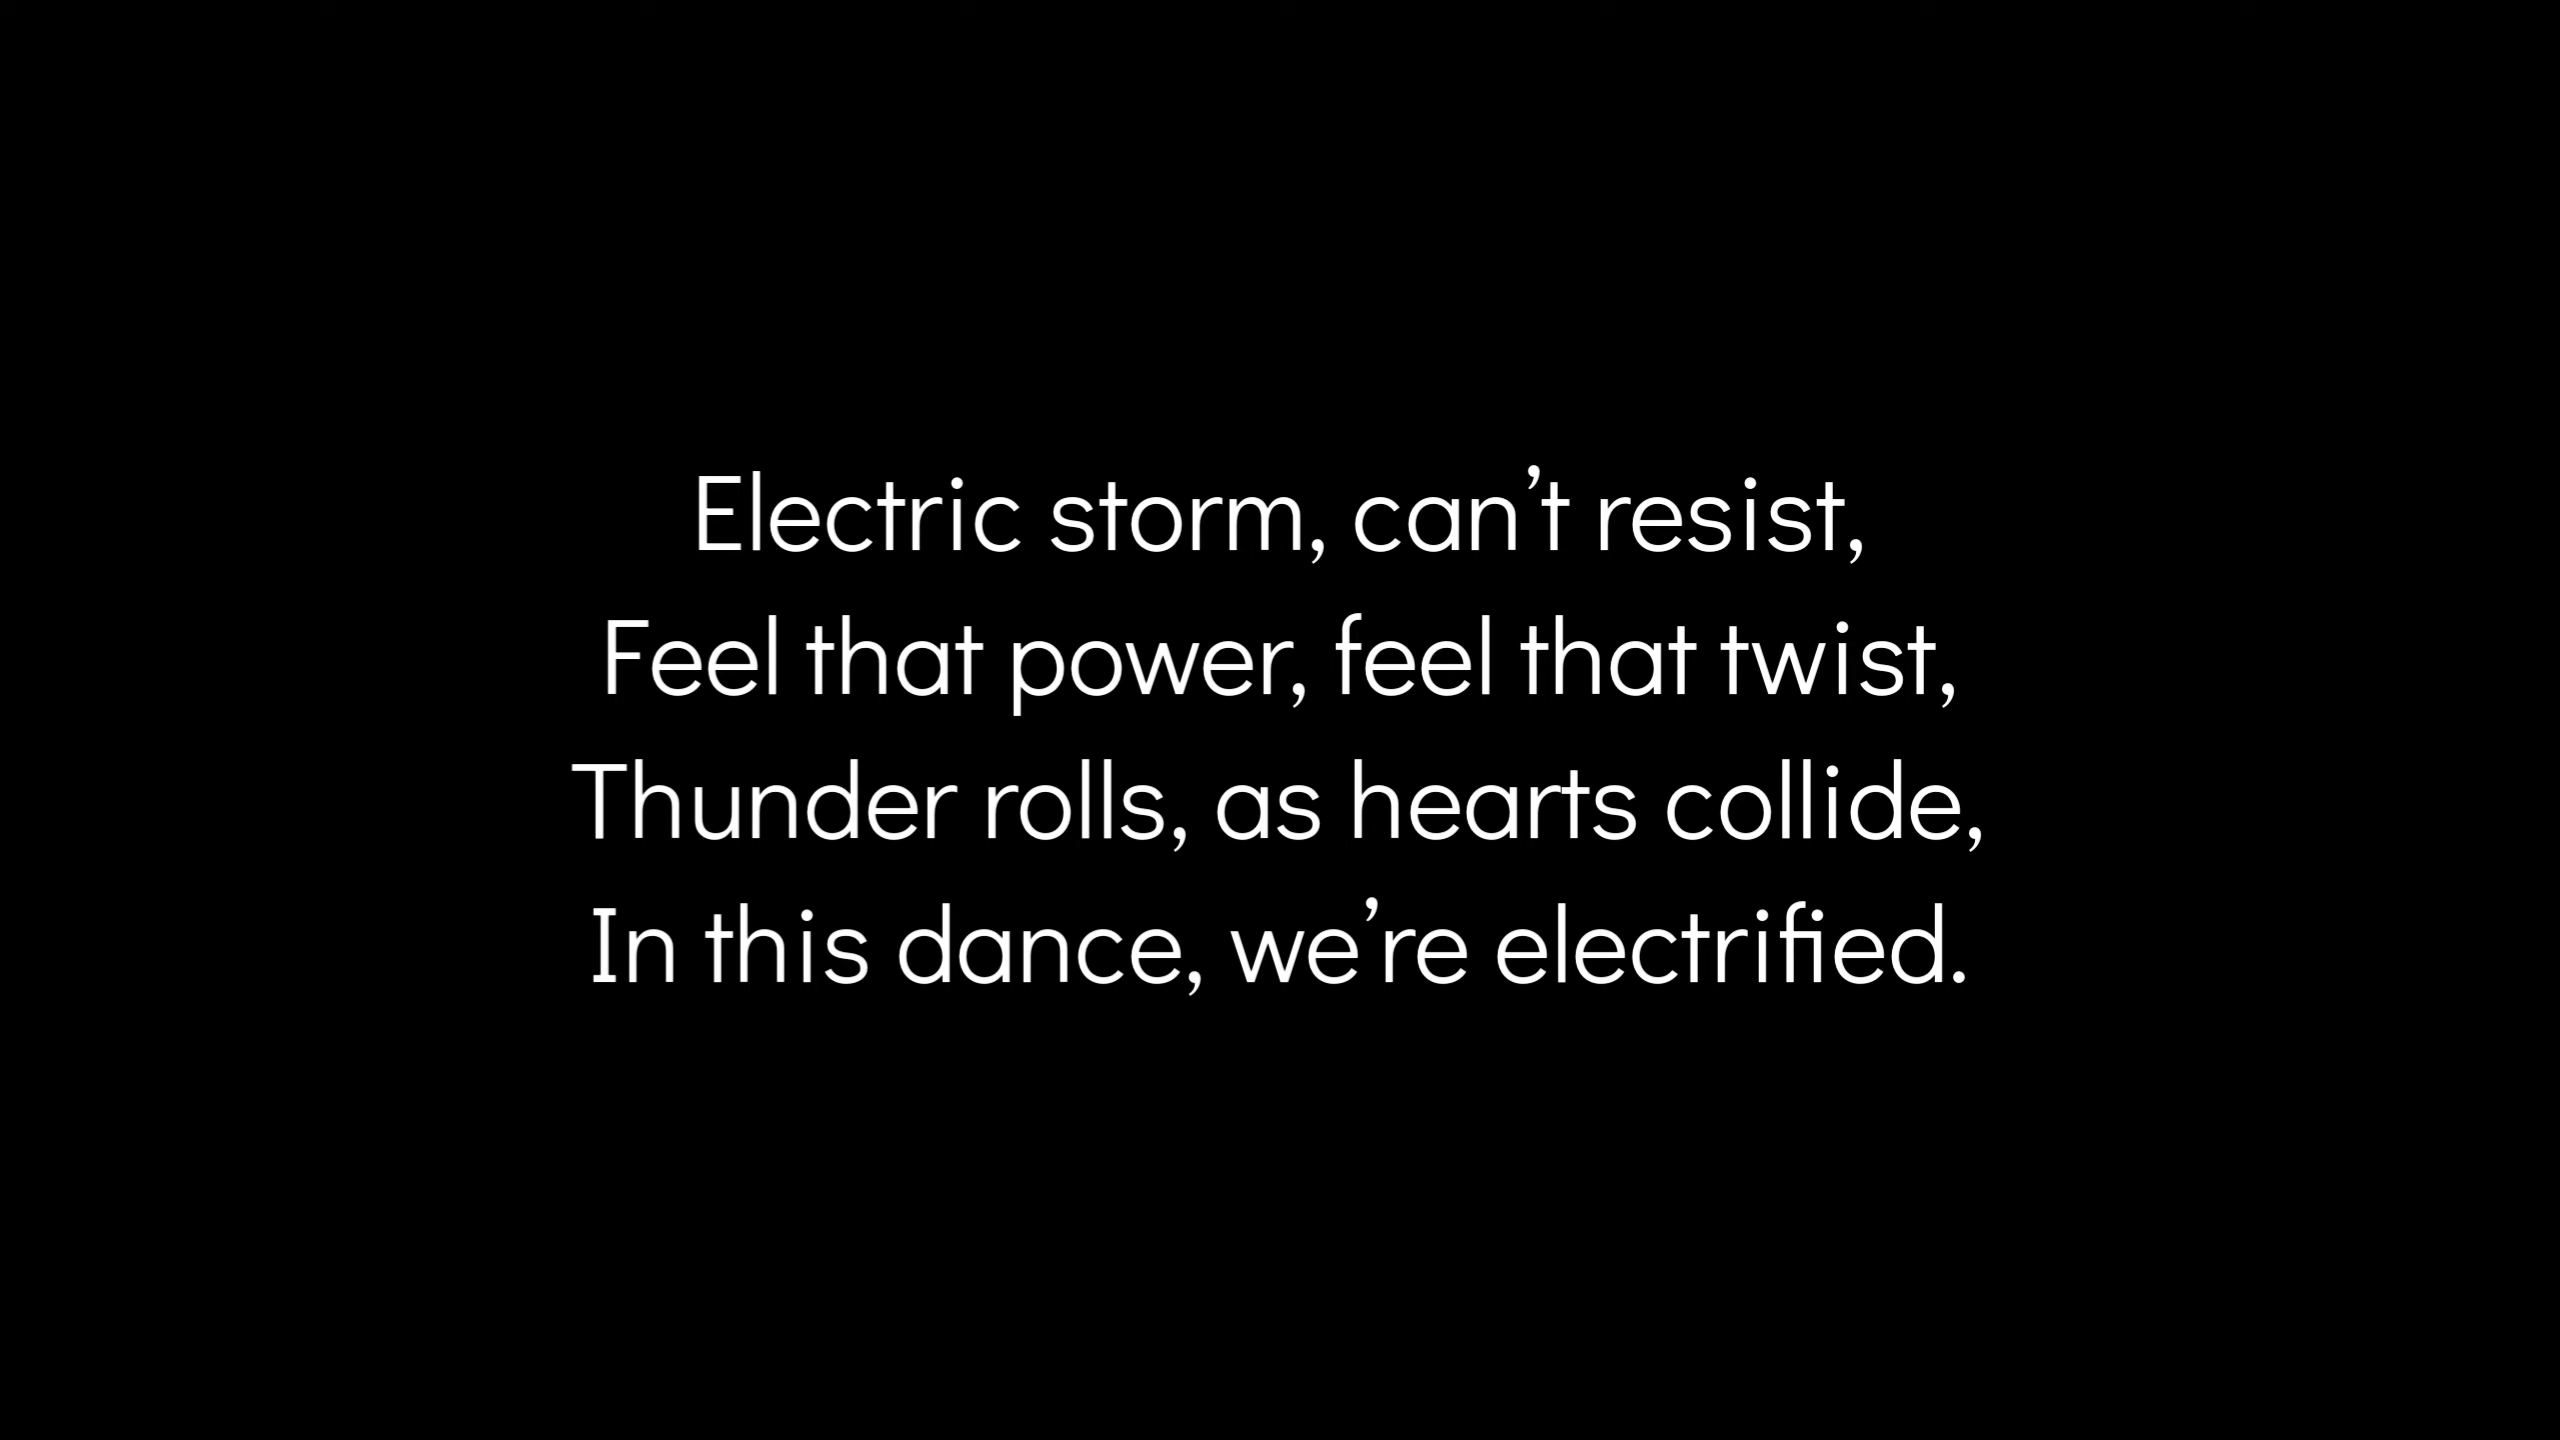 Electric storm, can’t resist,
Feel that power, feel that twist,
Thunder rolls, as hearts collide,
In this dance, we’re electrified.